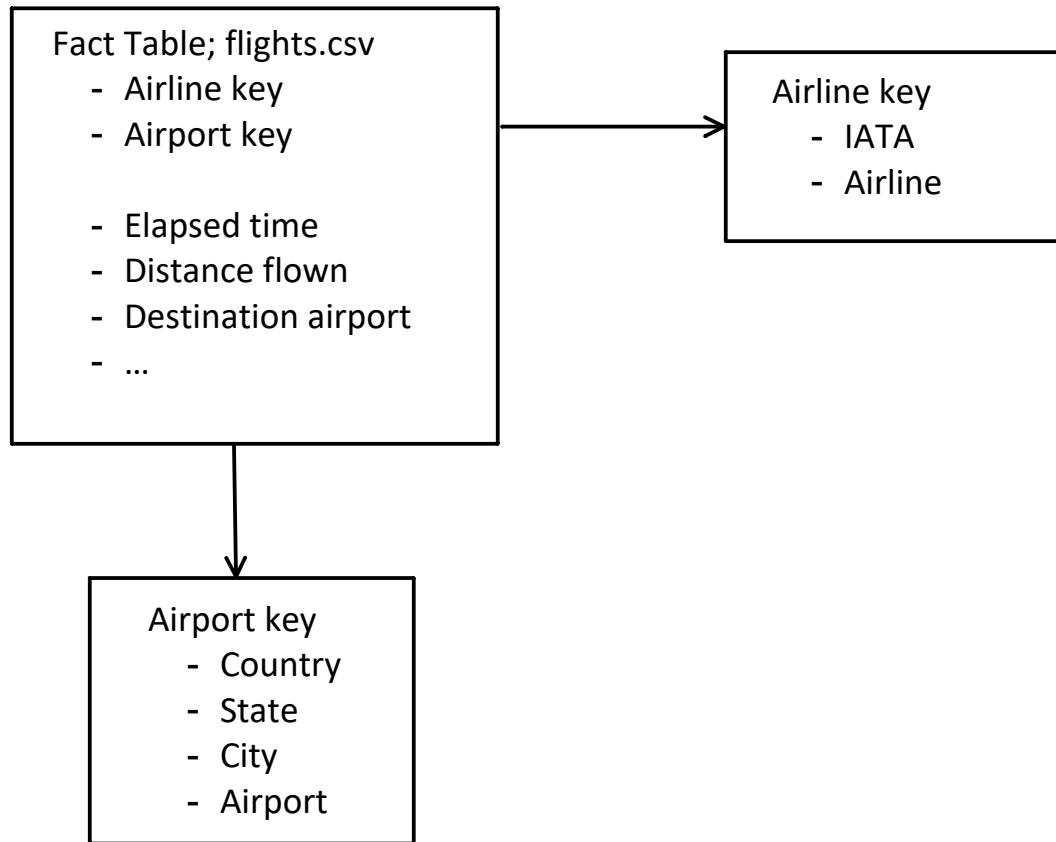 Fact Table; flights.csv
- Airline key
- Airport key
- Elapsed time
- Distance flown
- Destination airport
- …
Airline key
- IATA
- Airline
Airport key
- Country
- State
- City
- Airport